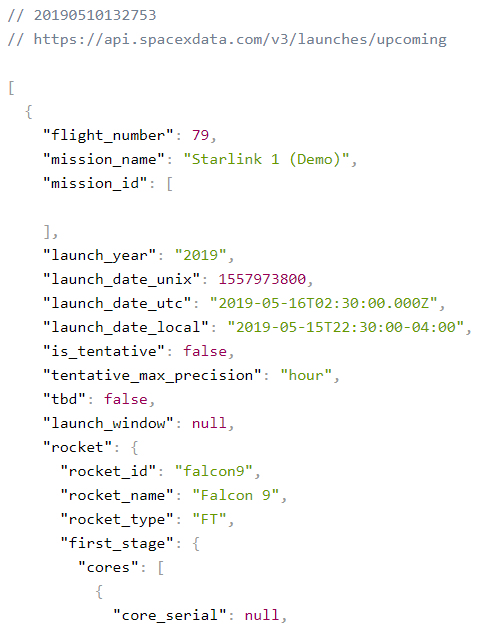 // 20190510132753
// https://api.spacexdata.com/v3/launches/upcoming
[
{
"flight_number": 79,
"mission_name": "Starlink 1 (Demo)",
"mission_id": [
],
"launch_year": "2019",
"launch_date_unix": 1557973800,
"launch_date_utc": "2019-05-16T02:30:00.000Z",
"launch_date_local": "2019-05-15T22:30:00-04:00",
"is_tentative": false,
"tentative_max_precision": "hour",
"tbd": false,
"launch_window": null,
"rocket": {
"rocket_id": "falcon9",
"rocket_name": "Falcon 9",
"rocket_type": "FT",
"first_stage": {
"cores": [
{
"core_serial": null,